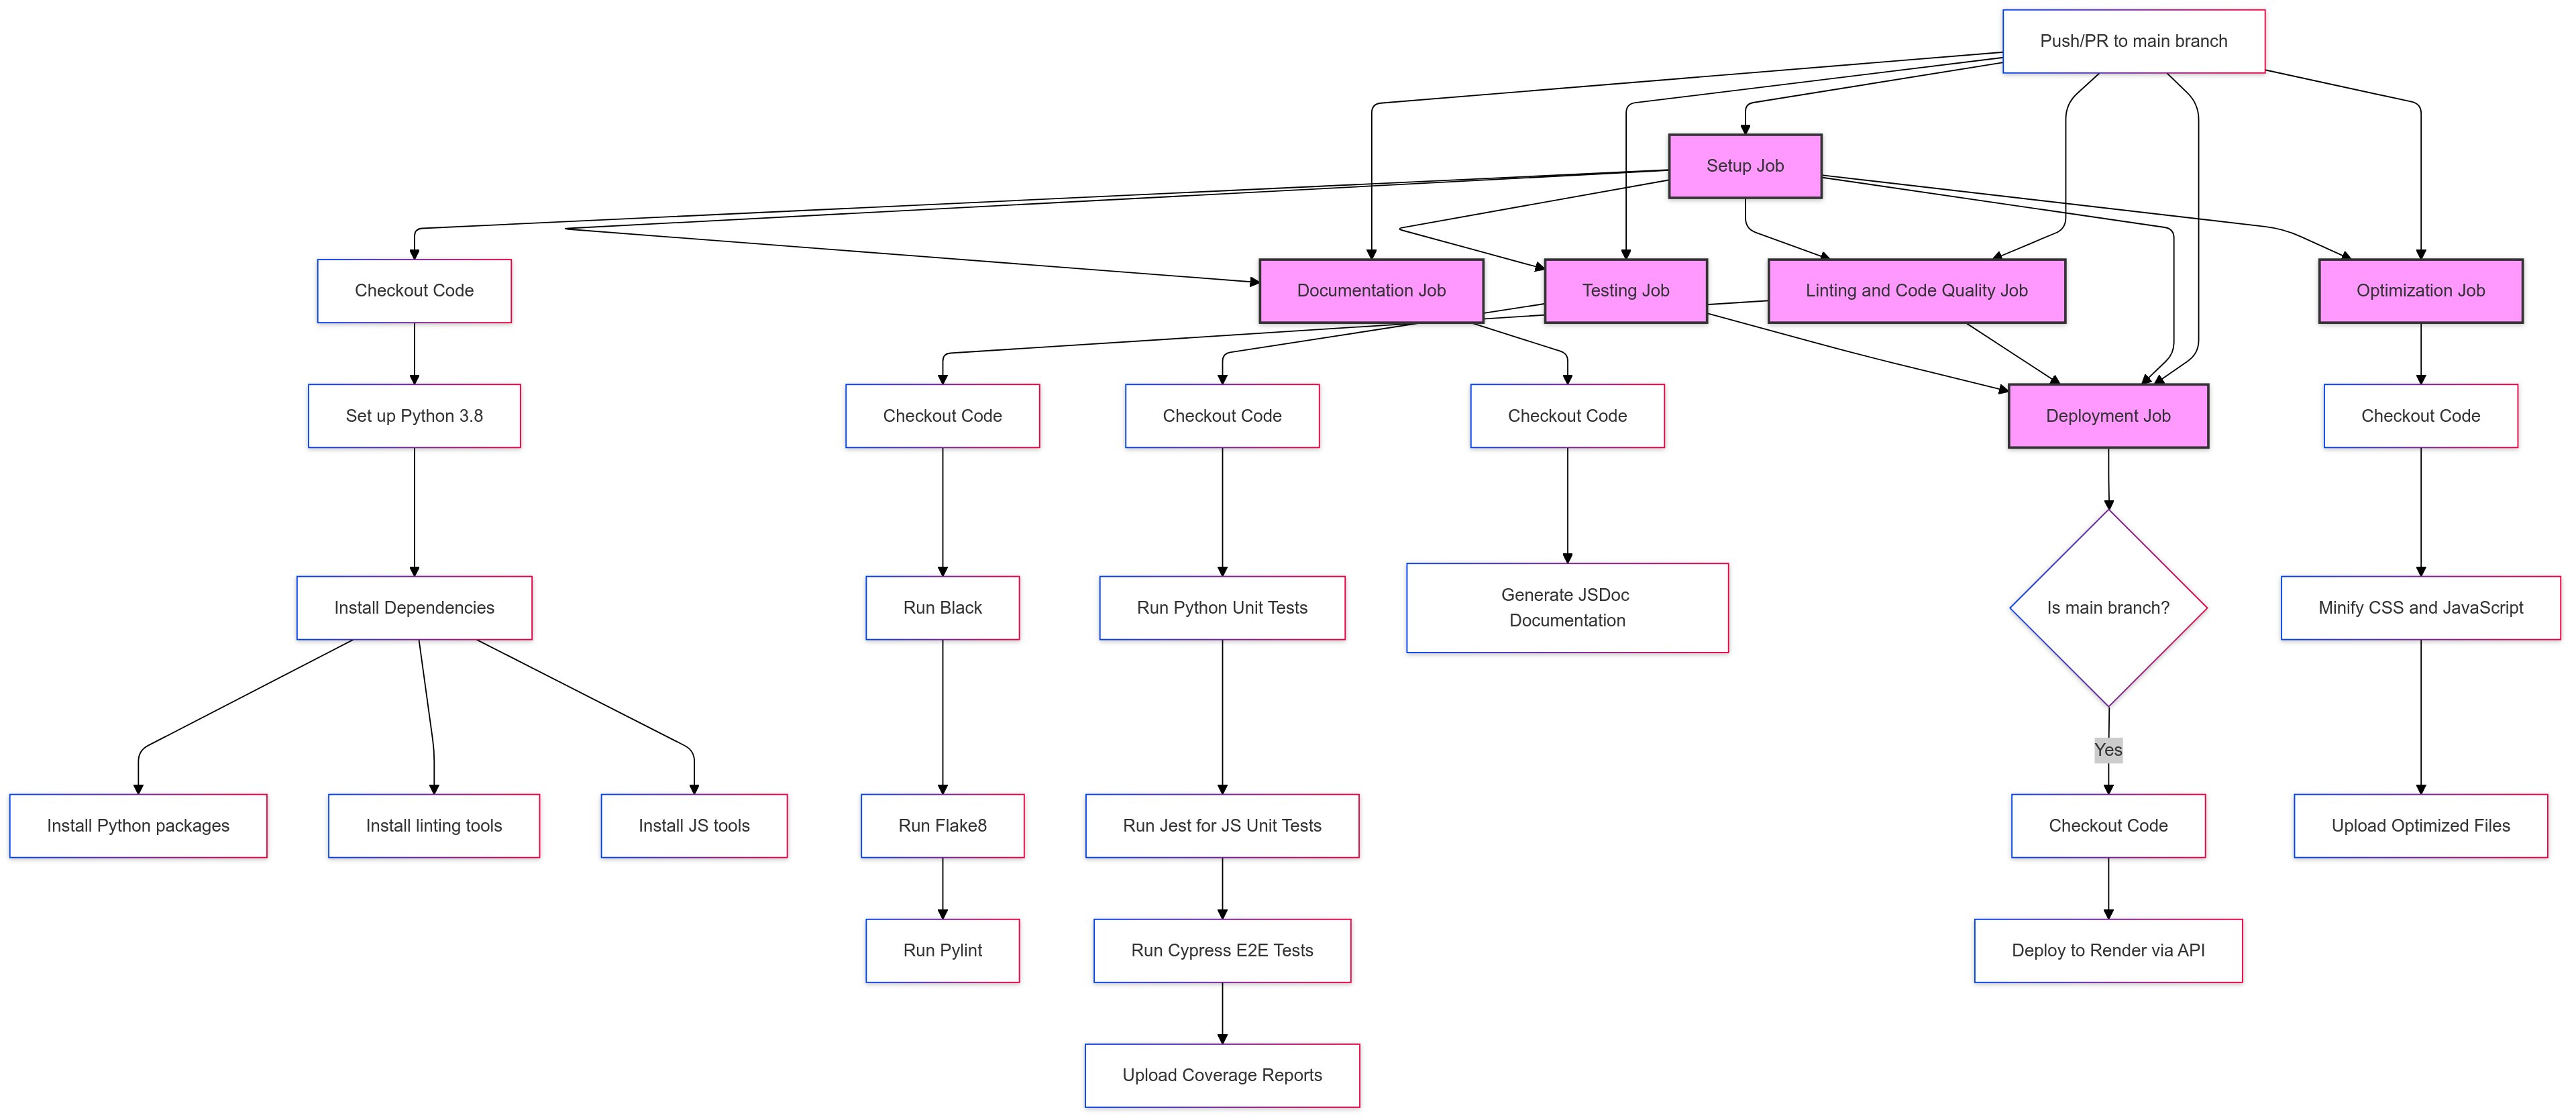 Push/PR to main branch
Setup Job
Checkout Code
Documentation Job
Testing Job
Linting and Code Quality Job
Optimization Job
Set up Python 3.8
Checkout Code
Checkout Code
Checkout Code
Deployment Job
Checkout Code
Install Dependencies
Run Black
Run Python Unit Tests
Generate JSDoc
Documentation
Is main branch?
Minify CSS and JavaScript
Yes
Install Python packages
Install linting tools
Install JS tools
Run Flake8
Run Jest for JS Unit Tests
Checkout Code
Upload Optimized Files
Run Pylint
Run Cypress E2E Tests
Deploy to Render via API
Upload Coverage Reports